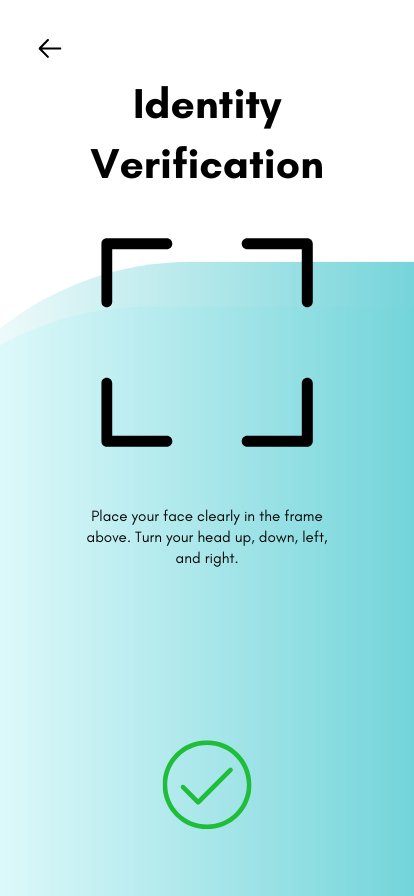 Identity
Verification
Place your face clearly in the frame
above. Turn your head up, down, left,
and right.